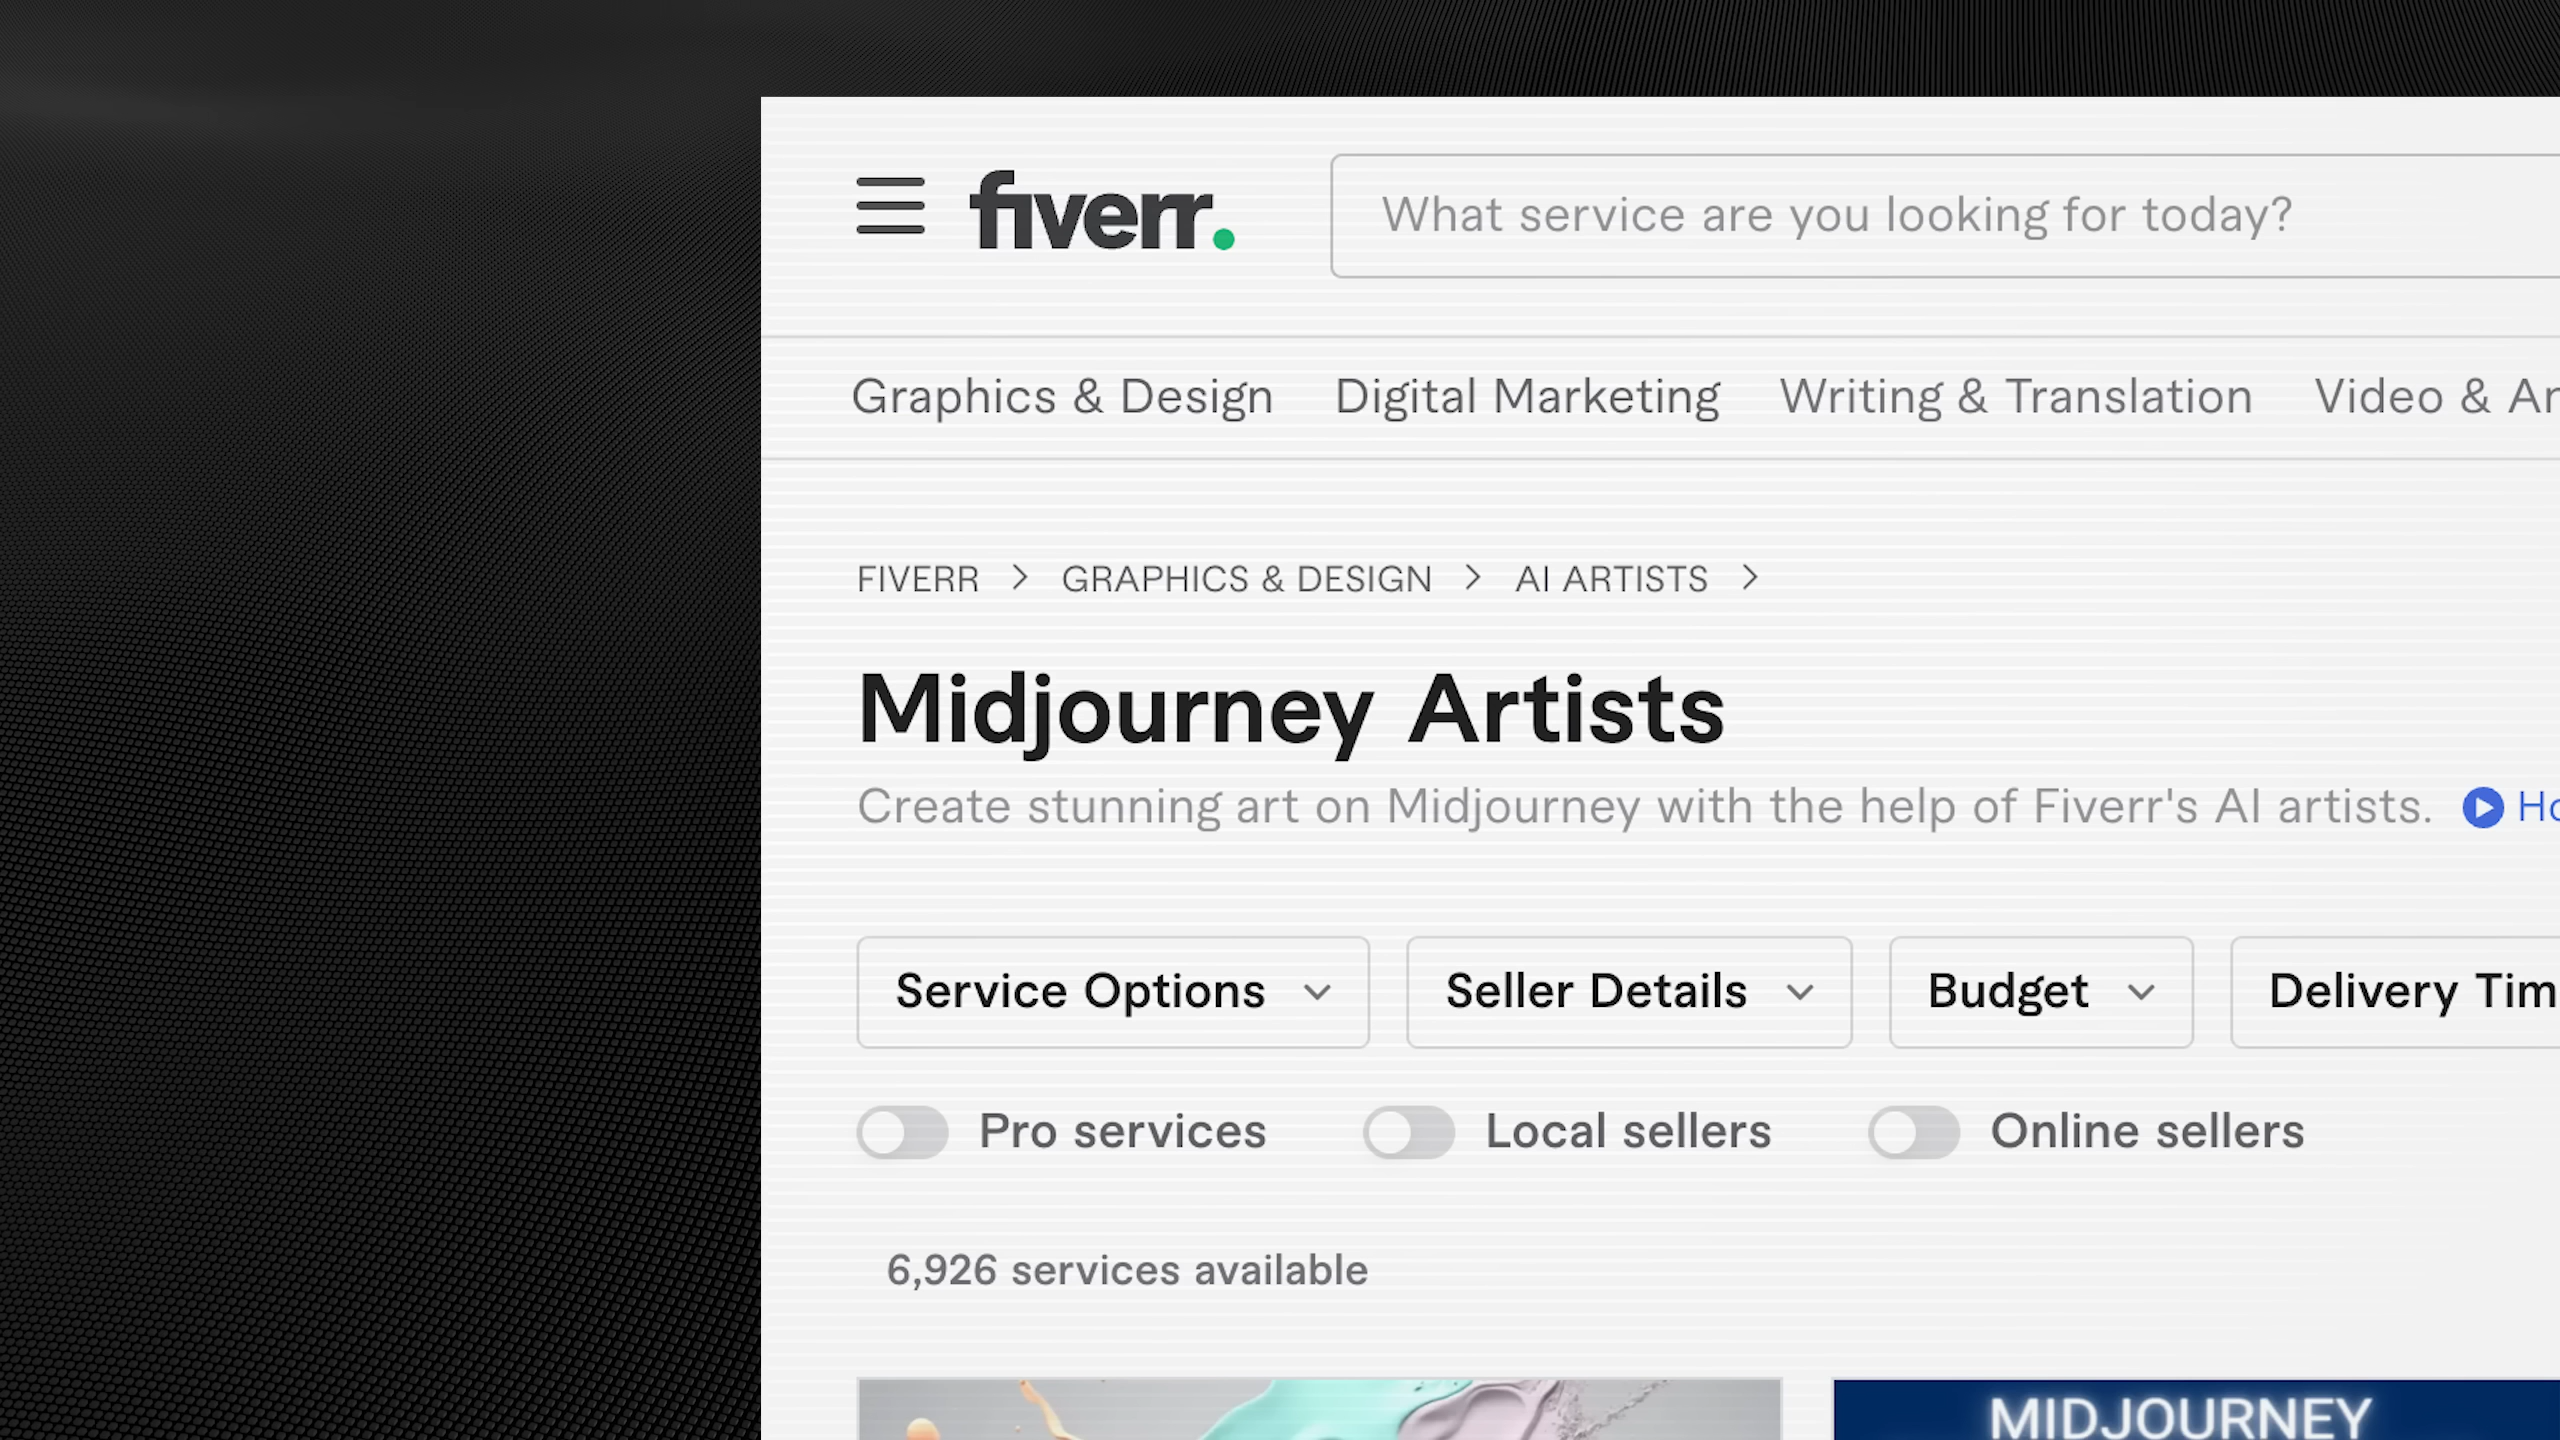 fiverr.
What service are you looking for today?
Graphics & Design Digital Marketing Writing & Translation Video &
FIVERR > GRAPHICS & DESIGN > AI ARTISTS >
Midjourney Artists
Create stunning art on Midjourney with the help of Fiverr's AI artists.
Service Options Seller Details Budget Delivery
Pro services Local sellers Online sellers
6,926 services available
MIDJOURNEY